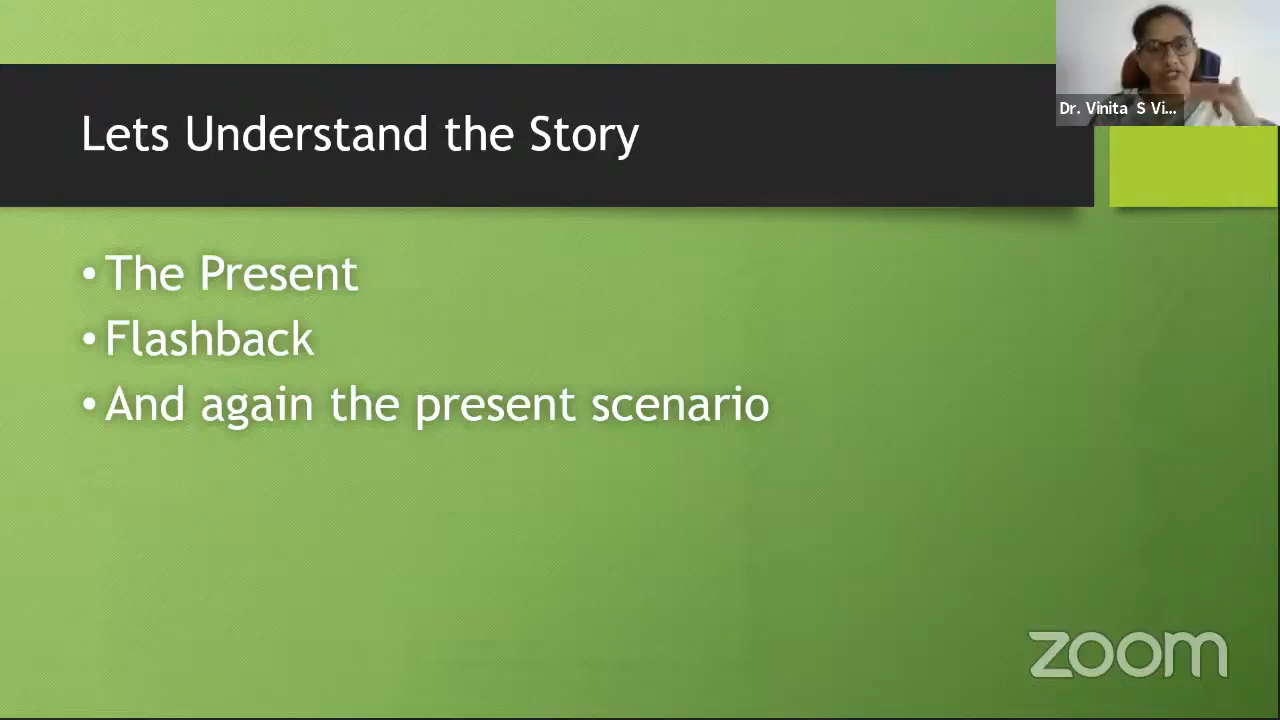 Lets Understand the Story
Dr. Vinita S Vi...
• The Present
• Flashback
• And again the present scenario
zoom